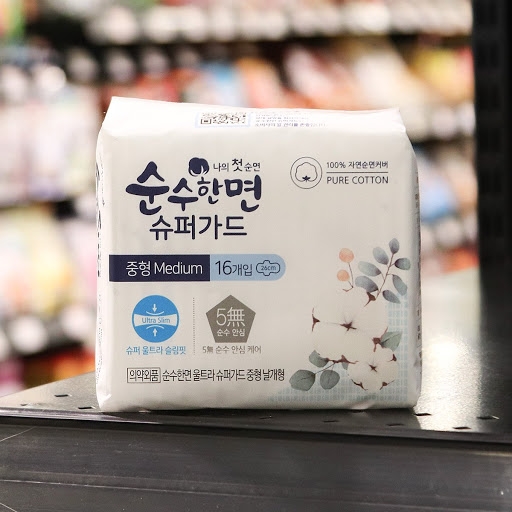 나의 첫 순면
순수한면
슈퍼가드
100% 자연순면커버
PURE COTTON
중형 Medium 16개입 26cm
Ultra Slim
슈퍼 울트라 슬림핏
5無
순수 안심
5無 순수 안심 케어
의약외품 순수한면 울트라 슈퍼가드 중형 날개형